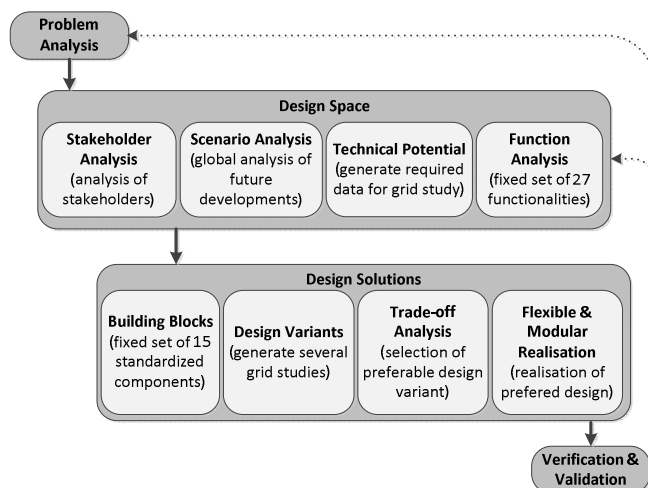 Problem
Analysis
Design Space
Stakeholder
Analysis
(analysis of
stakeholders)
Scenario Analysis
(global analysis of
future
developments)
Technical Potential
(generate required
data for grid study)
Function
Analysis
(fixed set of 27
functionalities)
Design Solutions
Building Blocks
(fixed set of 15
standardized
components)
Design Variants
(generate several
grid studies)
Trade-off
Analysis
(selection of
preferable design
variant)
Flexible &
Modular
Realisation
(realisation of
prefered design)
Verification &
Validation